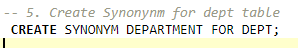 -- 5. Create Synonynm for dept table
CREATE SYNONYM DEPARTMENT FOR DEPT;